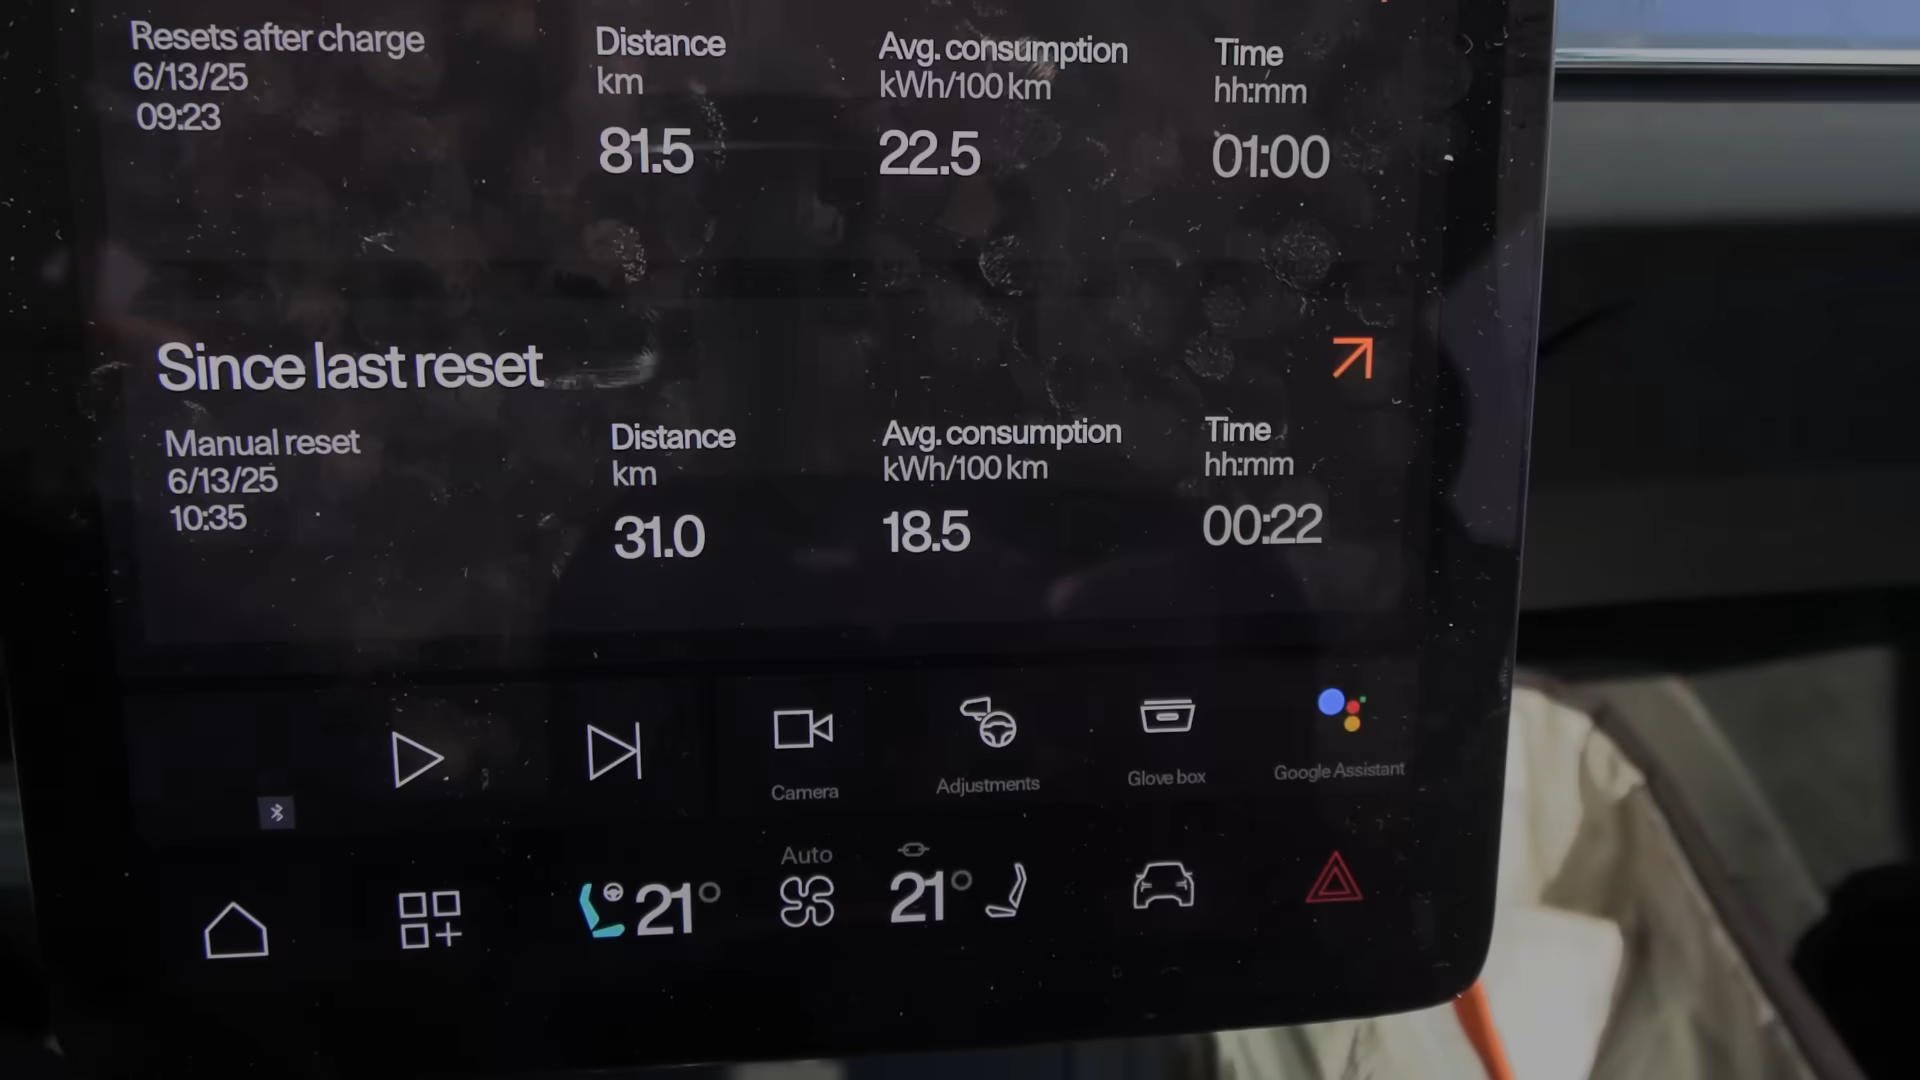 Resets after charge
6/13/25
09:23
Distance
km
81.5
Avg. consumption
kWh/100 km
22.5
Time
hh:mm
01:00
Since last reset
Manual reset
6/13/25
10:35
Distance
km
31.0
Avg. consumption
kWh/100 km
18.5
Time
hh:mm
00:22
Camera
Adjustments
Glove box
Google Assistant
21°
Auto
21°